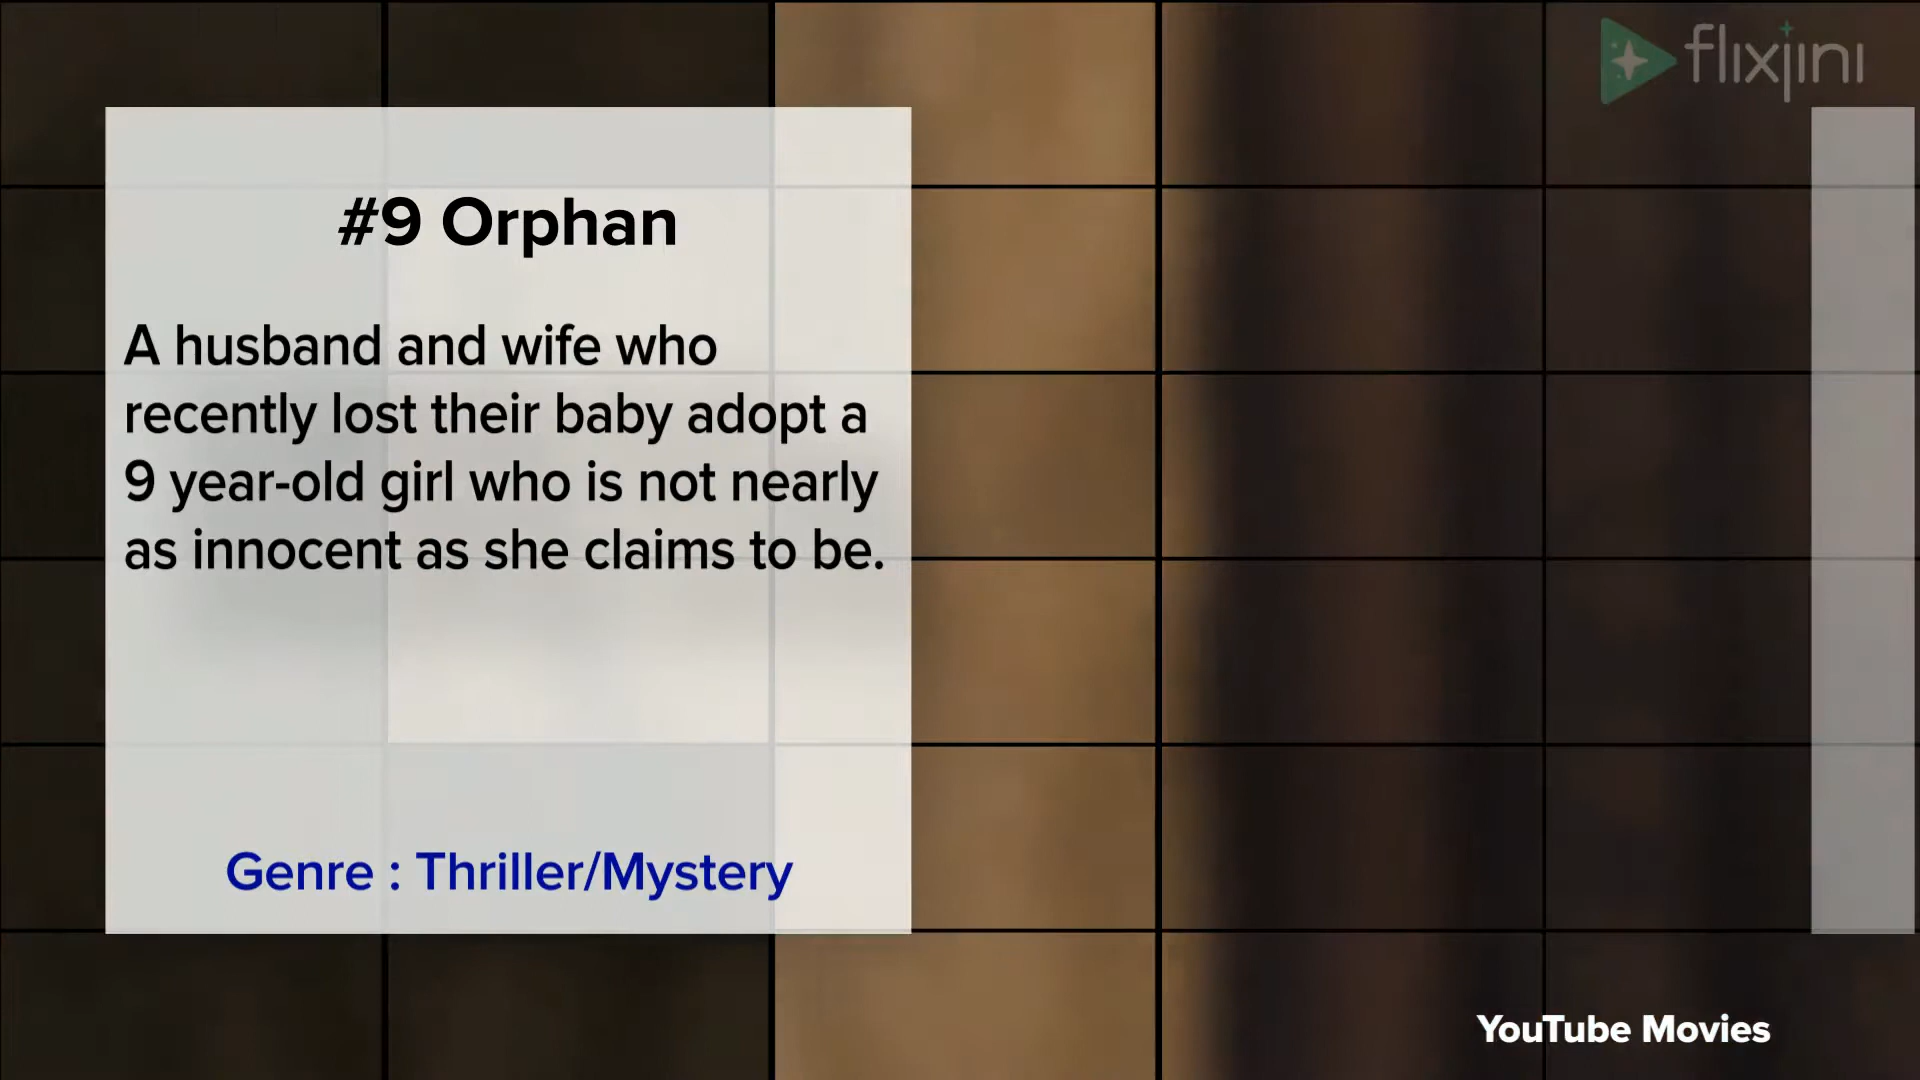 flixjini
#9 Orphan
A husband and wife who
recently lost their baby adopt a
9 year-old girl who is not nearly
as innocent as she claims to be.
Genre : Thriller/Mystery
YouTube Movies